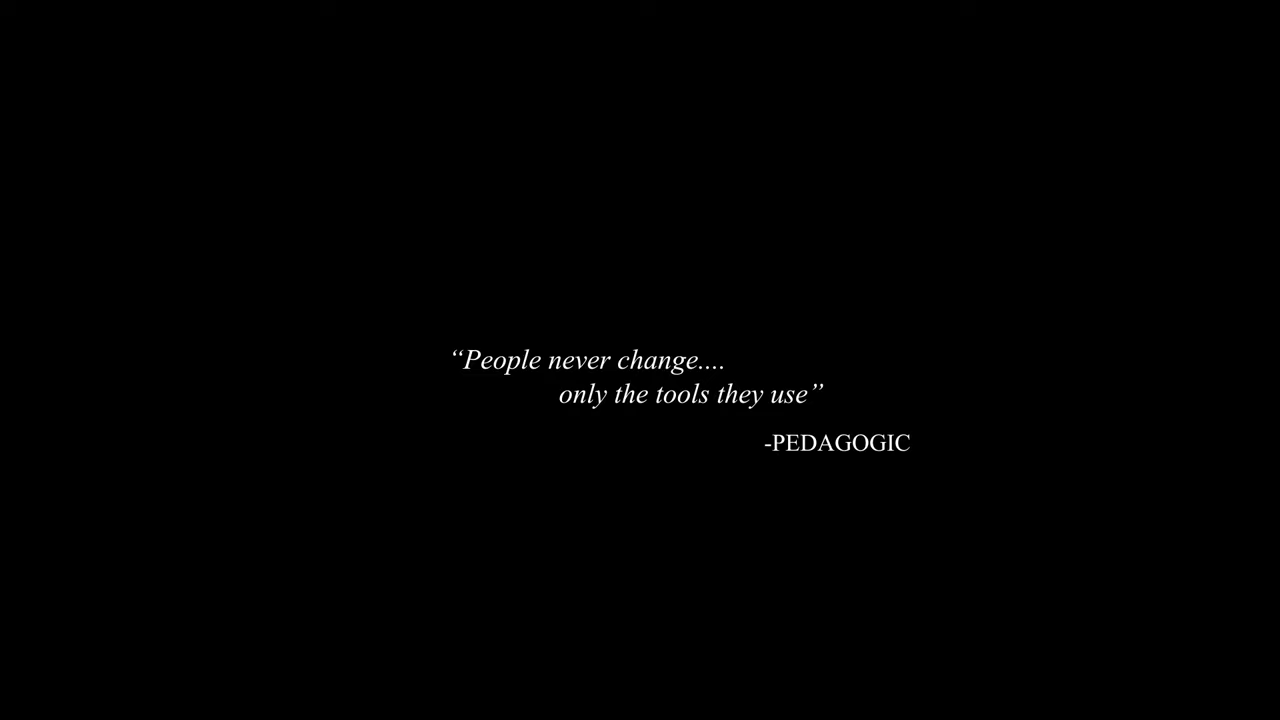 “People never change....
only the tools they use”
-PEDAGOGIC